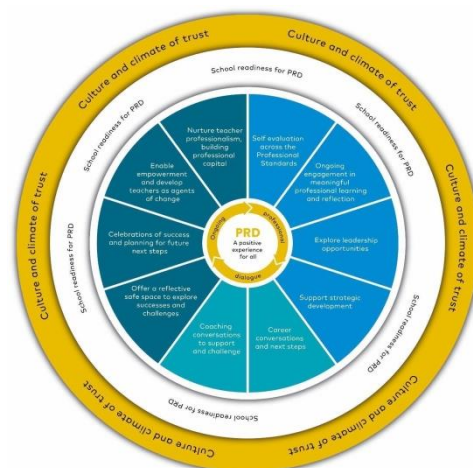 Culture and climate of trust
Culture and climate of trust
Culture and climate of trust
Culture and climate of trust
Culture and climate of trust
Culture and climate of trust
School readiness for PRD
School readiness for PRD
School readiness for PRD
School readiness for PRD
School readiness for PRD
School readiness for PRD
Self evaluation
across the
Professional
Standards
Ongoing
engagement in
meaningful
professional learning
and reflection
Explore leadership
opportunities
Support strategic
development
Career
conversations
and next steps
Coaching
conversations
to support
and challenge
Offer a reflective
safe space to explore
successes and
challenges
Celebrations of success
and planning for future
next steps
Enable
empowerment
and develop
teachers as agents
of change
Nurture teacher
professionalism,
building
professional
capital
Ongoing
professional
dialogue
PRD
A positive
experience
for all